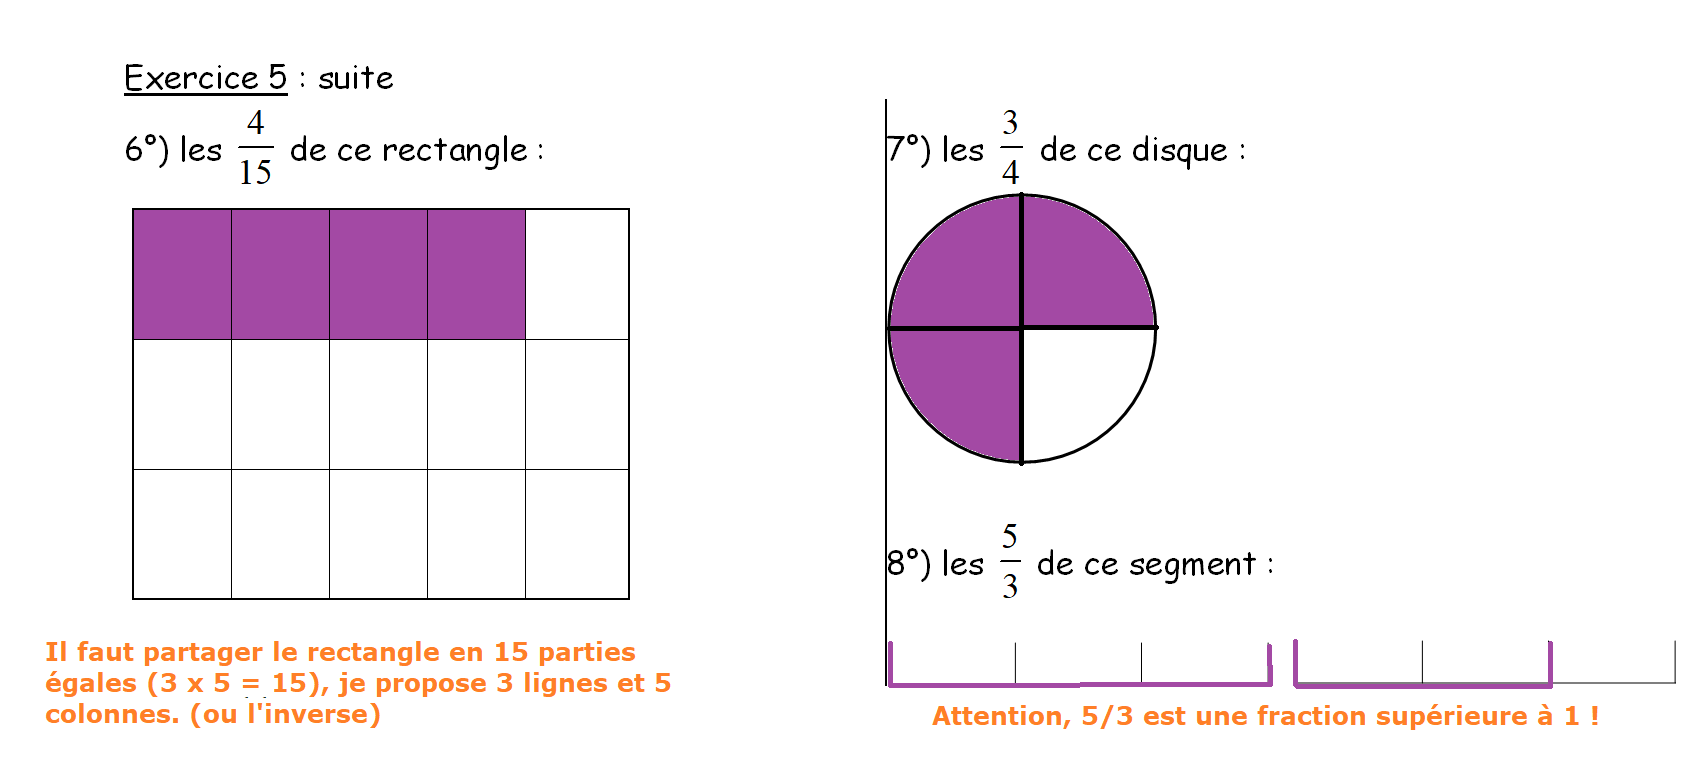 Exercice 5 : suite
6°) les 4/15 de ce rectangle :
Il faut partager le rectangle en 15 parties
égales (3 x 5 = 15), je propose 3 lignes et 5
colonnes. (ou l'inverse)
7°) les 3/4 de ce disque :
8°) les 5/3 de ce segment :
Attention, 5/3 est une fraction supérieure à 1 !